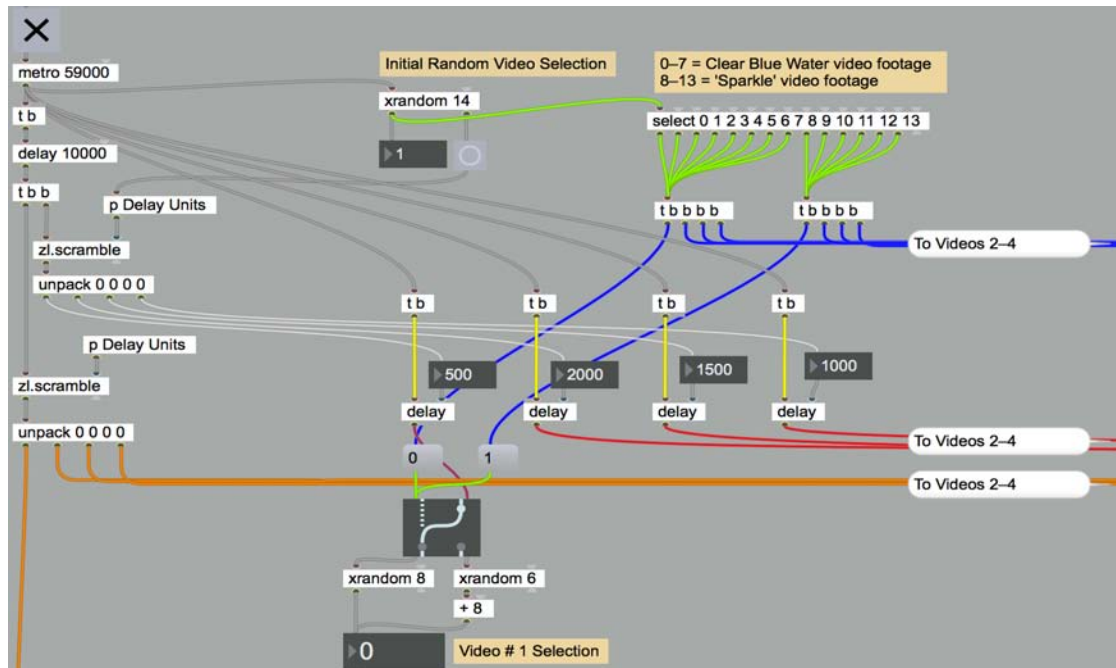 metro 59000
t b
delay 10000
t b b
p Delay Units
zl.scramble
unpack 0 0 0 0
p Delay Units
zl.scramble
unpack 0 0 0 0
Initial Random Video Selection
xrandom 14
1
0–7 = Clear Blue Water video footage
8–13 = 'Sparkle' video footage
select 0 1 2 3 4 5 6 7 8 9 10 11 12 13
t b b b b
t b b b b
To Videos 2–4
t b
t b
t b
t b
500
2000
1500
1000
delay
delay
delay
delay
To Videos 2–4
To Videos 2–4
0
1
xrandom 8
xrandom 6
+ 8
0
Video # 1 Selection